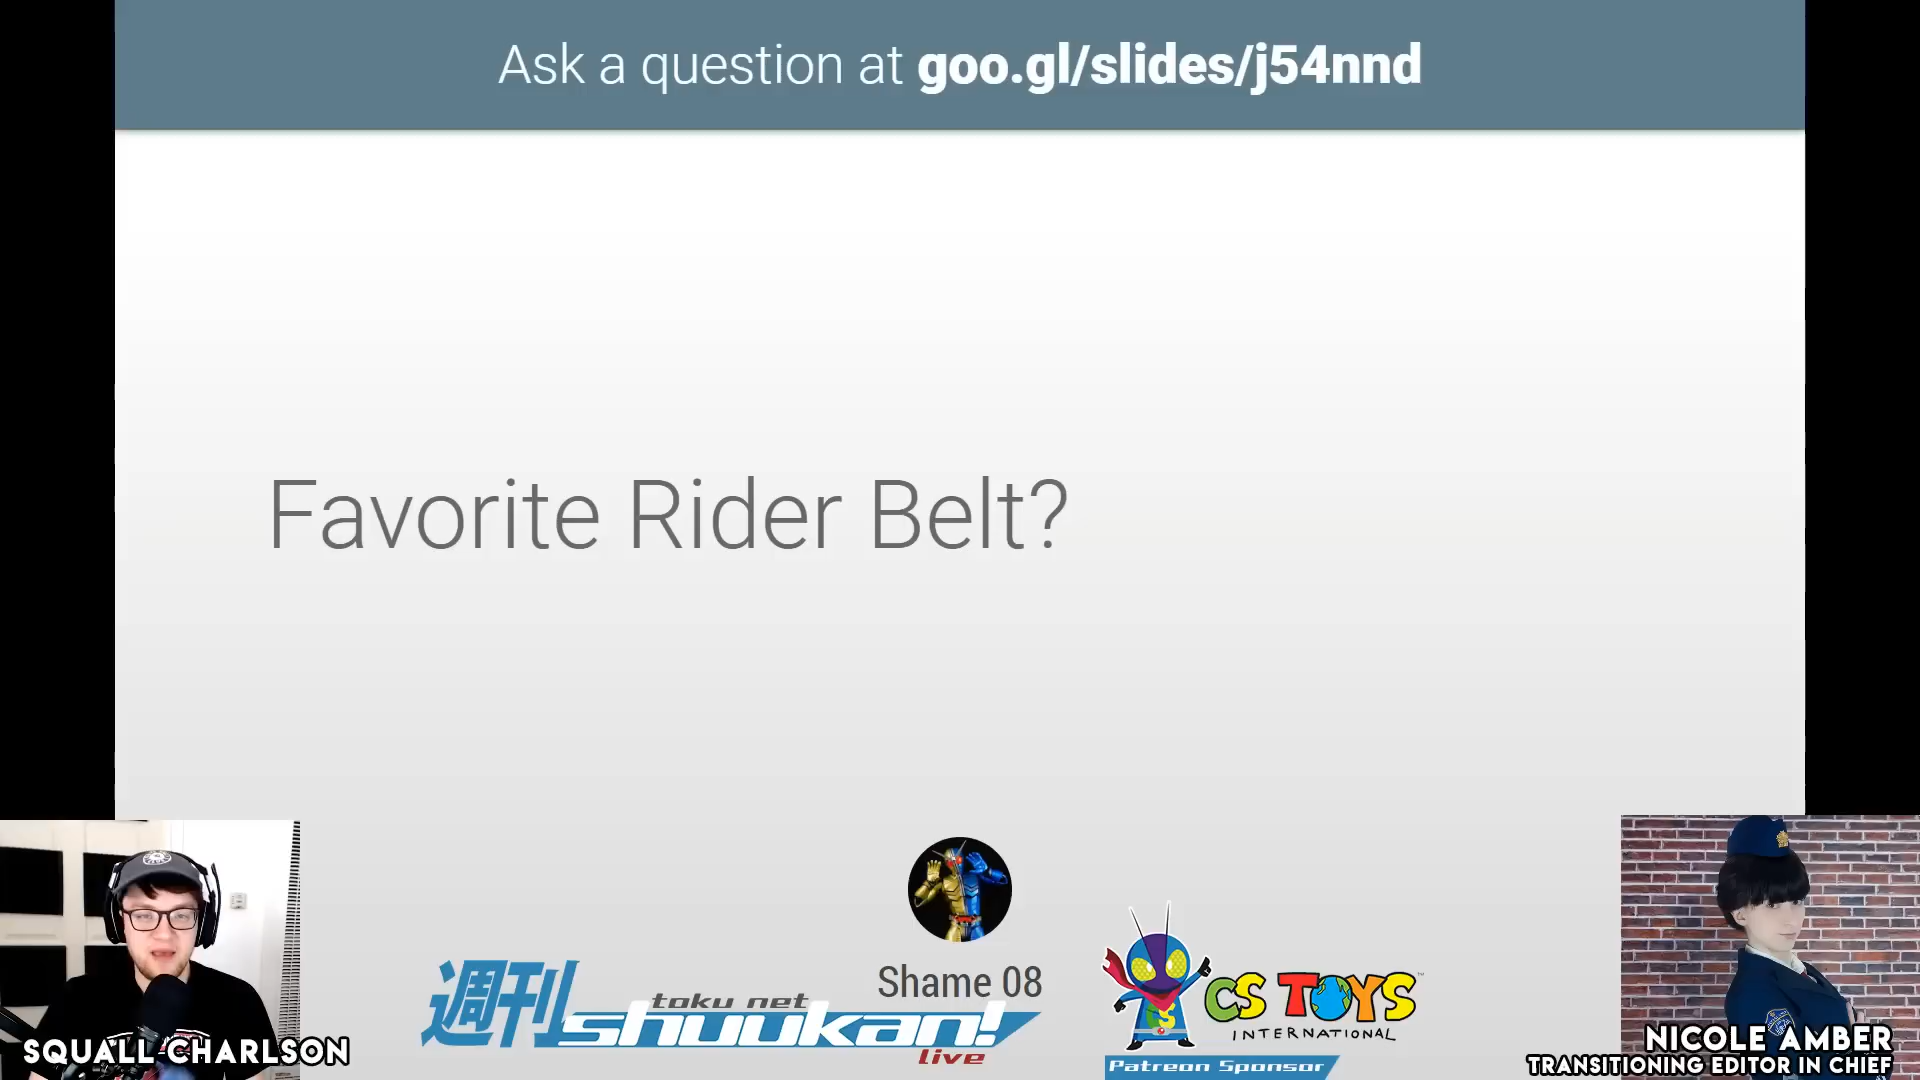 Ask a question at goo.gl/slides/j54nnd
Favorite Rider Belt?
Shame 08
週刊
toku net
shuukan!
live
CS TOYS
INTERNATIONAL
Patreon Sponsor
SQUALL CHARLSON
NICOLE AMBER
TRANSITIONING EDITOR IN CHIEF